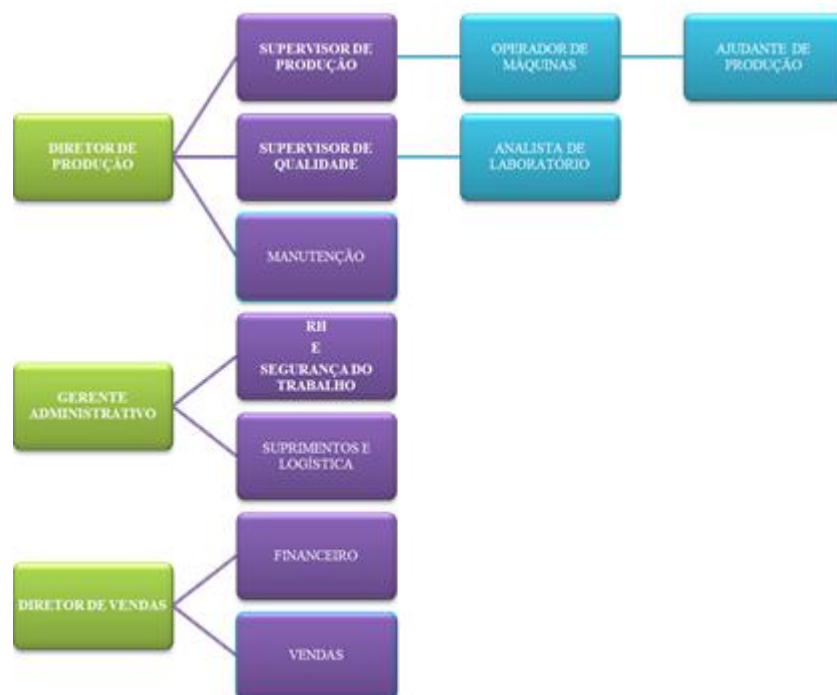 SUPERVISOR DE
PRODUÇÃO
OPERADOR DE
MÁQUINAS
AJUDANTE DE
PRODUÇÃO
DIRETOR DE
PRODUÇÃO
SUPERVISOR DE
QUALIDADE
ANALISTA DE
LABORATÓRIO
MANUTENÇÃO
RH
E
SEGURANÇA DO
TRABALHO
GERENTE
ADMINISTRATIVO
SUPRIMENTOS E
LOGÍSTICA
FINANCEIRO
DIRETOR DE VENDAS
VENDAS